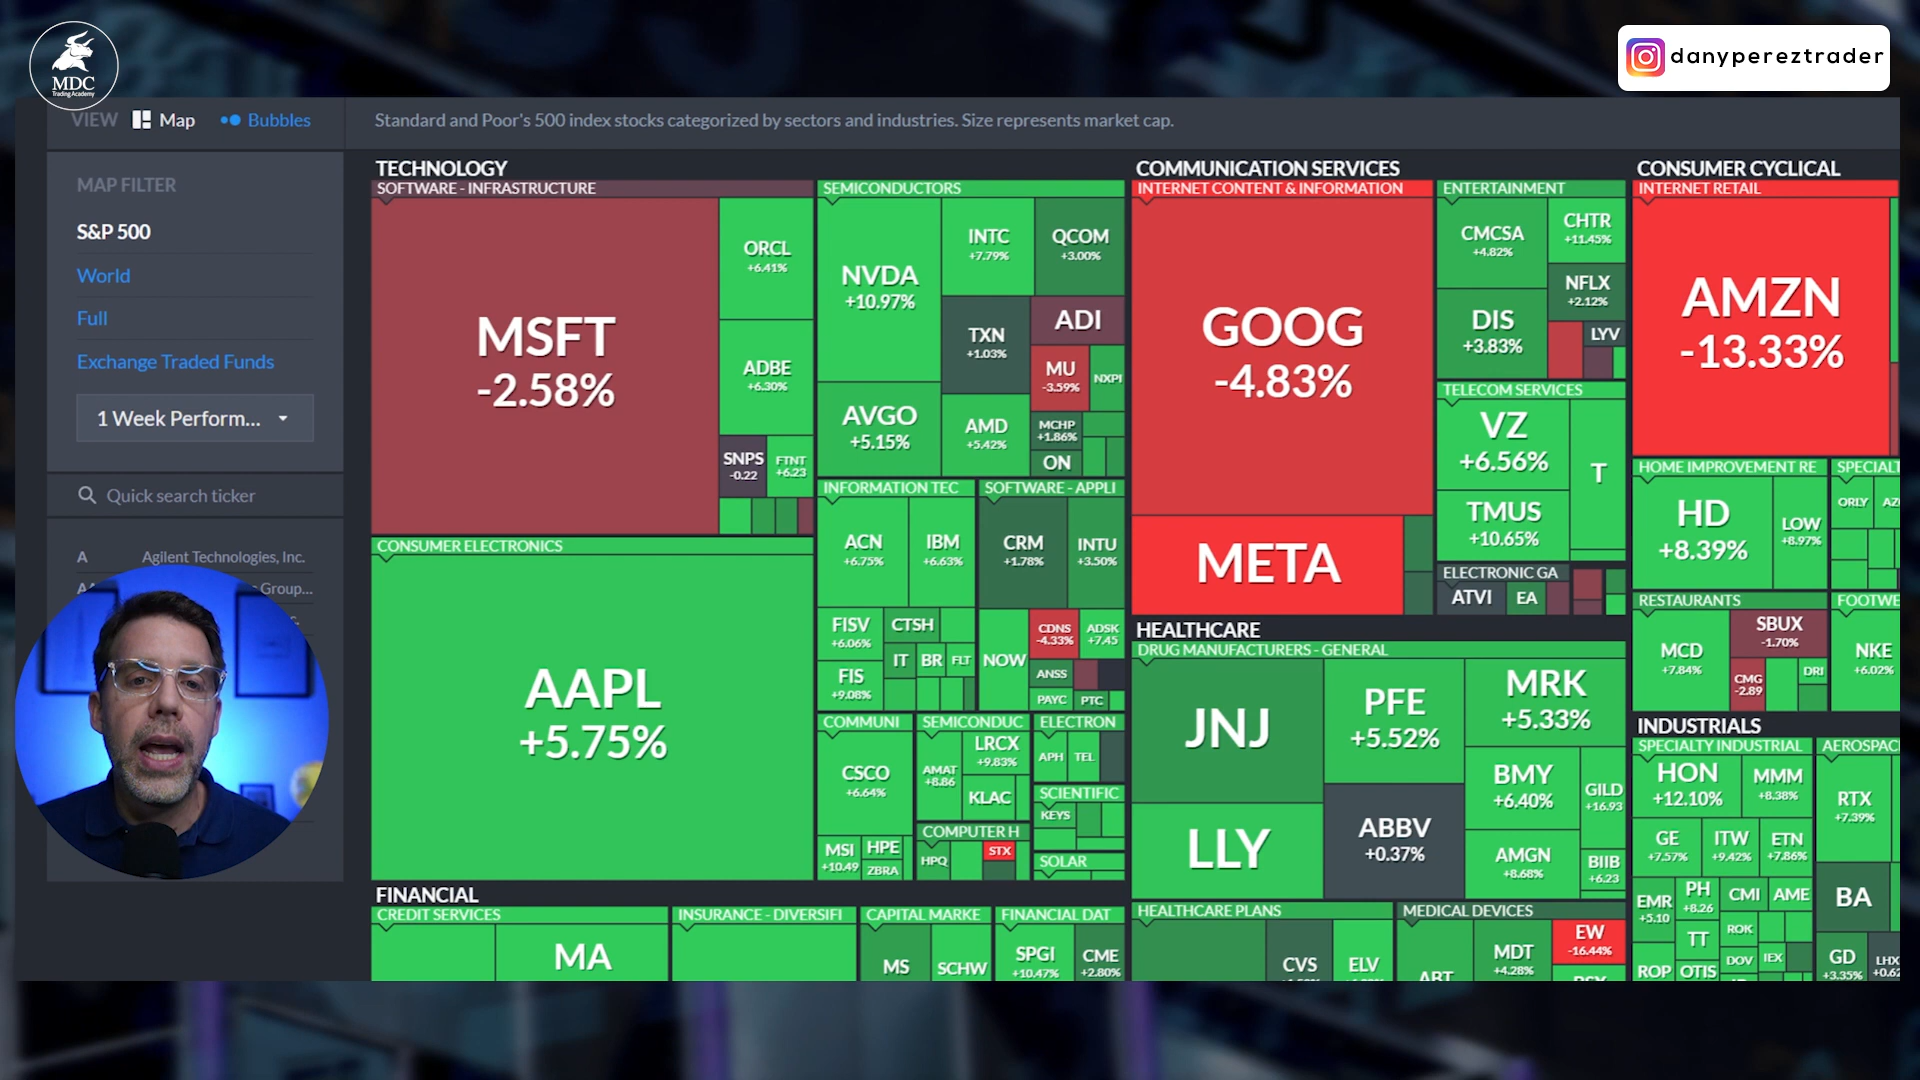 MDC
Trading Academy
danypereztrader
VIEW Map Bubbles
Standard and Poor's 500 index stocks categorized by sectors and industries. Size represents market cap.
MAP FILTER
S&P 500
World
Full
Exchange Traded Funds
1 Week Perform...
Quick search ticker
A Agilent Technologies, Inc.
Group...
TECHNOLOGY
SOFTWARE - INFRASTRUCTURE
MSFT
-2.58%
ORCL
+6.41%
ADBE
+6.30%
SNPS
-0.22
FTNT
+6.23
SEMICONDUCTORS
NVDA
+10.97%
INTC
+7.79%
QCOM
+3.00%
TXN
+1.03%
ADI
MU
-3.59%
NXPI
AVGO
+5.15%
AMD
+5.42%
MCHP
+1.86%
ON
CONSUMER ELECTRONICS
AAPL
+5.75%
INFORMATION TEC
ACN
+6.75%
IBM
+6.63%
FISV
+6.06%
CTSH
IT
BR
FLT
FIS
+9.08%
SOFTWARE - APPLI
CRM
+1.78%
INTU
+3.50%
NOW
CDNS
-4.33%
ADSK
+7.45
ANSS
PAYC
PTC
COMMUNI
CSCO
+6.64%
MSI
+10.49
HPE
ZBRA
SEMICONDUC
AMAT
+8.86
LRCX
+9.83%
KLAC
COMPUTER H
HPQ
STX
ELECTRON
APH
TEL
SCIENTIFIC
KEYS
SOLAR
FINANCIAL
CREDIT SERVICES
MA
INSURANCE - DIVERSIFI
CAPITAL MARKE
MS
SCHW
FINANCIAL DAT
SPGI
+10.47%
CME
+2.80%
COMMUNICATION SERVICES
INTERNET CONTENT & INFORMATION
GOOG
-4.83%
META
ENTERTAINMENT
CMCSA
+4.82%
CHTR
+11.45%
NFLX
+2.12%
DIS
+3.83%
LYV
TELECOM SERVICES
VZ
+6.56%
T
TMUS
+10.65%
ELECTRONIC GA
ATVI
EA
HEALTHCARE
DRUG MANUFACTURERS - GENERAL
JNJ
PFE
+5.52%
MRK
+5.33%
LLY
ABBV
+0.37%
BMY
+6.40%
GILD
+16.93
AMGN
+8.68%
BIIB
+6.23
HEALTHCARE PLANS
CVS
ELV
MEDICAL DEVICES
ABT
MDT
+4.28%
EW
-16.44%
CONSUMER CYCLICAL
INTERNET RETAIL
AMZN
-13.33%
HOME IMPROVEMENT RE
HD
+8.39%
LOW
+8.97%
SPECIALT
ORLY
AZ
RESTAURANTS
MCD
+7.84%
SBUX
-1.70%
CMG
-2.89
DRI
FOOTWE
NKE
+6.02%
INDUSTRIALS
SPECIALTY INDUSTRIAL
HON
+12.10%
MMM
+8.38%
GE
+7.57%
ITW
+9.42%
ETN
+7.86%
EMR
+5.10
PH
+8.26
CMI
AME
TT
ROK
ROP
OTIS
DOV
IEX
AEROSPAC
RTX
+7.39%
BA
GD
+3.35%
LHX
+0.62